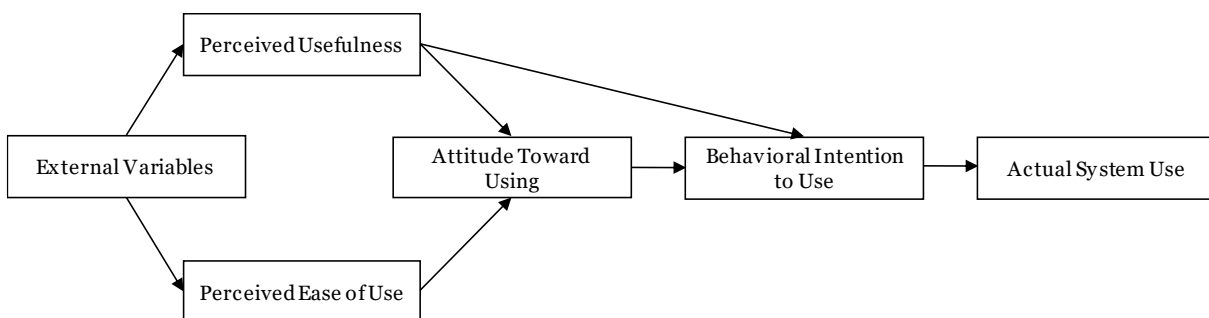 Perceived Usefulness
External Variables
Attitude Toward
Using
Behavioral Intention
to Use
Actual System Use
Perceived Ease of Use